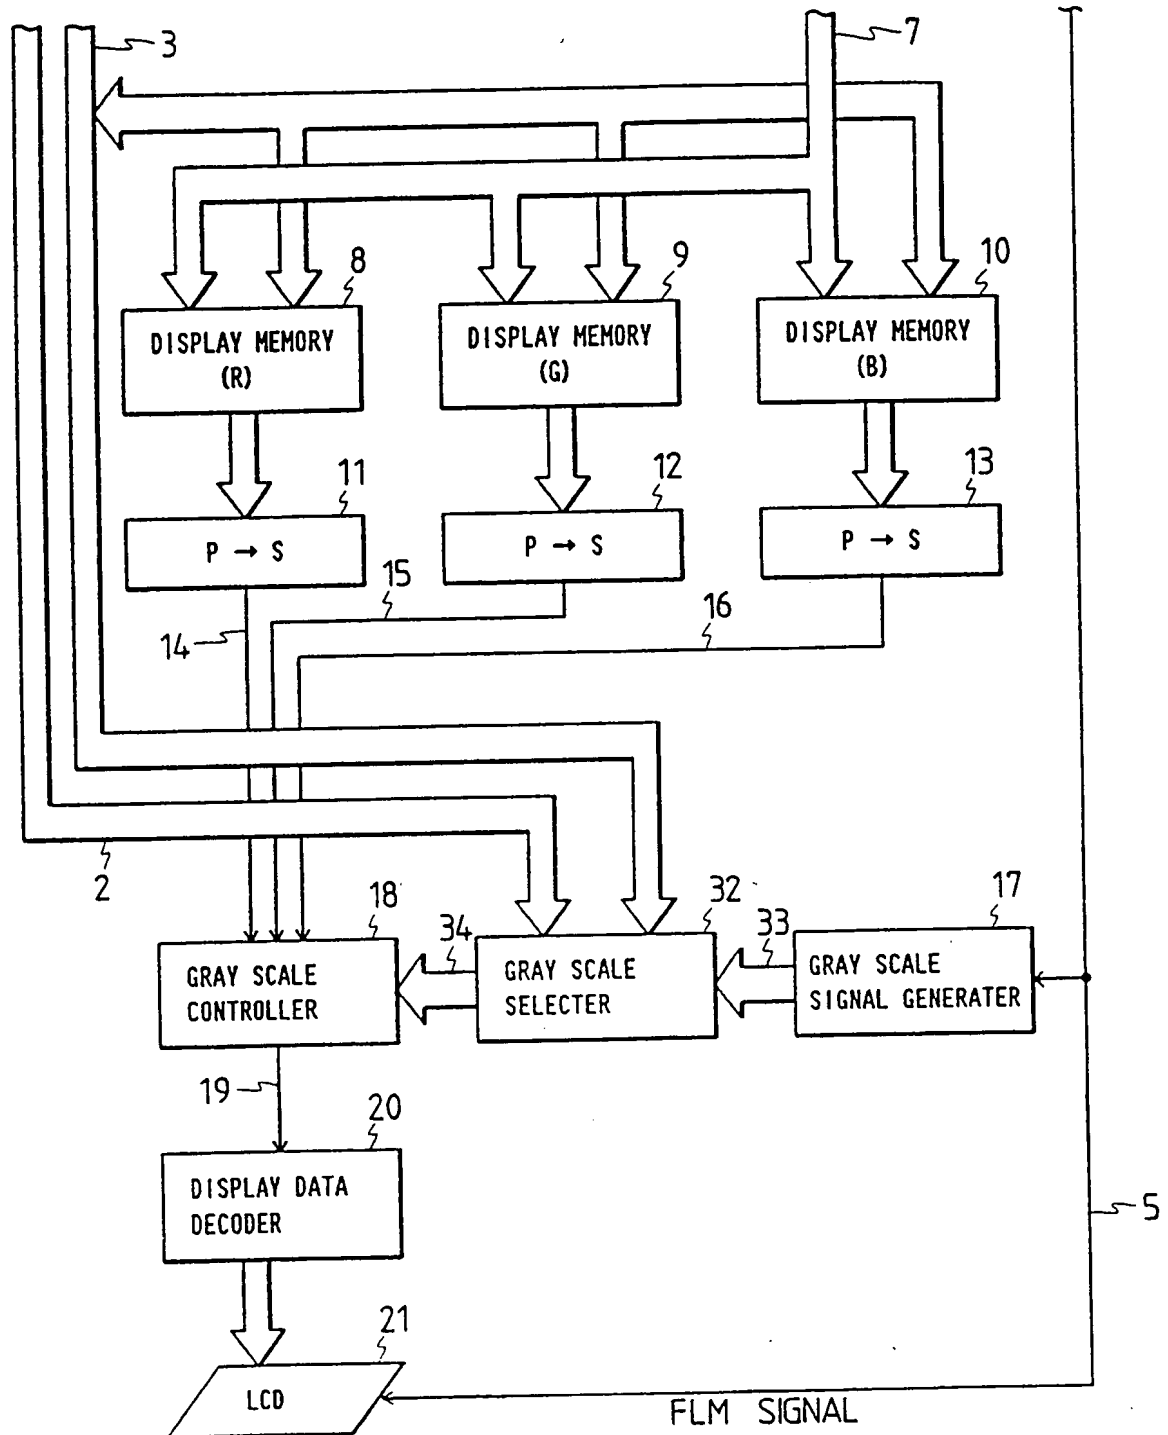 3
7
8
9
10
DISPLAY MEMORY
(R)
DISPLAY MEMORY
(G)
DISPLAY MEMORY
(B)
11
12
13
P → S
P → S
P → S
14
15
16
2
18
34
32
33
17
GRAY SCALE
CONTROLLER
GRAY SCALE
SELECTER
GRAY SCALE
SIGNAL GENERATER
19
20
DISPLAY DATA
DECODER
5
21
LCD
FLM SIGNAL